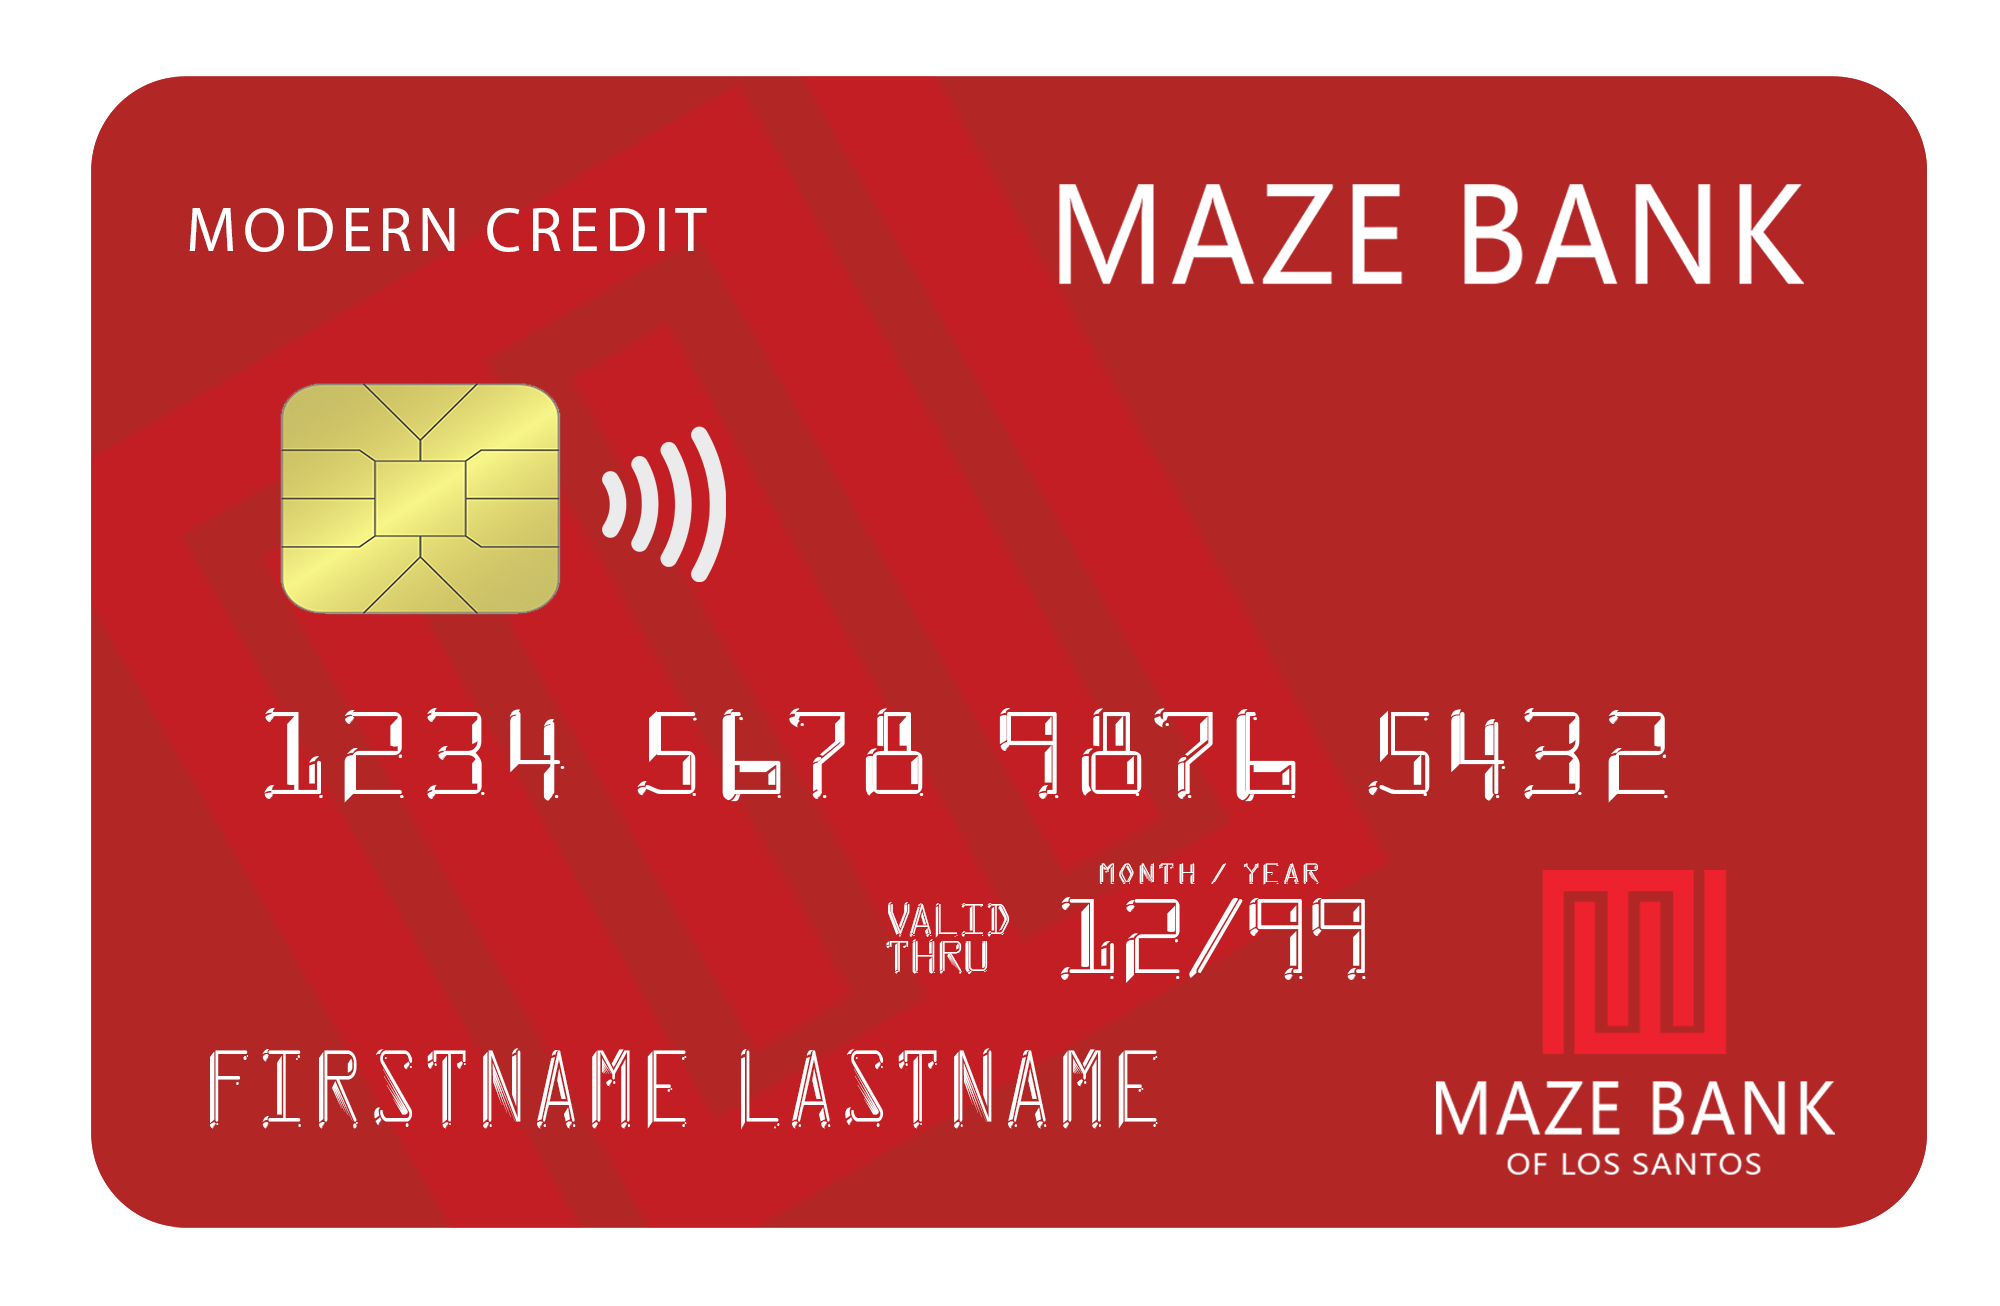 MODERN CREDIT
MAZE BANK
1234 5678 9876 5432
MONTH / YEAR
VALID THRU 12/99
FIRSTNAME LASTNAME
MAZE BANK
OF LOS SANTOS